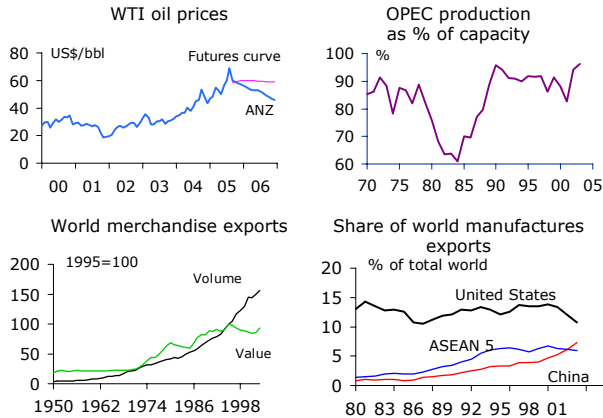 WTI oil prices
US$/bbl
Futures curve
ANZ
80
60
40
20
0
00 01 02 03 04 05 06
OPEC production
as % of capacity
%
100
90
80
70
60
70 75 80 85 90 95 00 05
World merchandise exports
1995=100
Volume
Value
200
150
100
50
0
1950 1962 1974 1986 1998
Share of world manufactures
exports
% of total world
United States
ASEAN 5
China
20
15
10
5
0
80 83 86 89 92 95 98 01